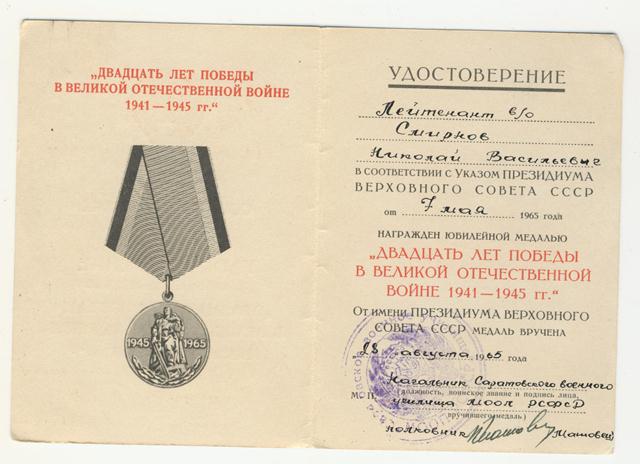 „ДВАДЦАТЬ ЛЕТ ПОБЕДЫ
В ВЕЛИКОЙ ОТЕЧЕСТВЕННОЙ ВОЙНЕ
1941—1945 гг.“
1945 1965
УДОСТОВЕРЕНИЕ
Лейтенант в/о
Смирнов
Николай Васильевич
В СООТВЕТСТВИИ С УКАЗОМ ПРЕЗИДИУМА
ВЕРХОВНОГО СОВЕТА СССР
от 7 мая 1965 года
НАГРАЖДЕН ЮБИЛЕЙНОЙ МЕДАЛЬЮ
„ДВАДЦАТЬ ЛЕТ ПОБЕДЫ
В ВЕЛИКОЙ ОТЕЧЕСТВЕННОЙ
ВОЙНЕ 1941—1945 гг.“
От имени ПРЕЗИДИУМА ВЕРХОВНОГО
СОВЕТА СССР МЕДАЛЬ ВРУЧЕНА
„28 августа 1965 года
Начальник Саратовского военного
М.П. (должность, воинское звание и подпись лица,
училища МООП РСФСР
вручившего медаль)
полковник (Матовец